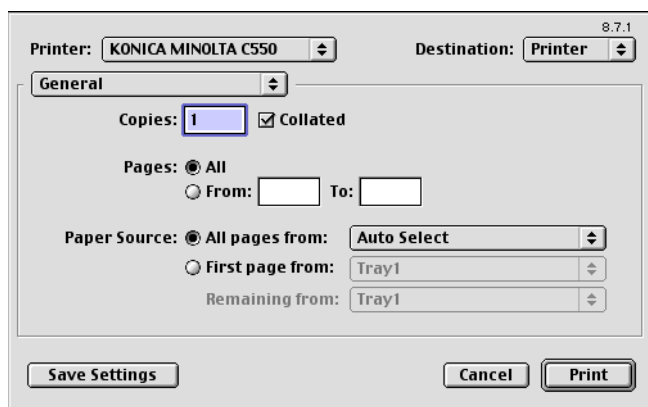 8.7.1
Printer: KONICA MINOLTA C550 Destination: Printer
General
Copies: 1 Collated
Pages: All
From: To:
Paper Source: All pages from: Auto Select
First page from: Tray1
Remaining from: Tray1
Save Settings Cancel Print